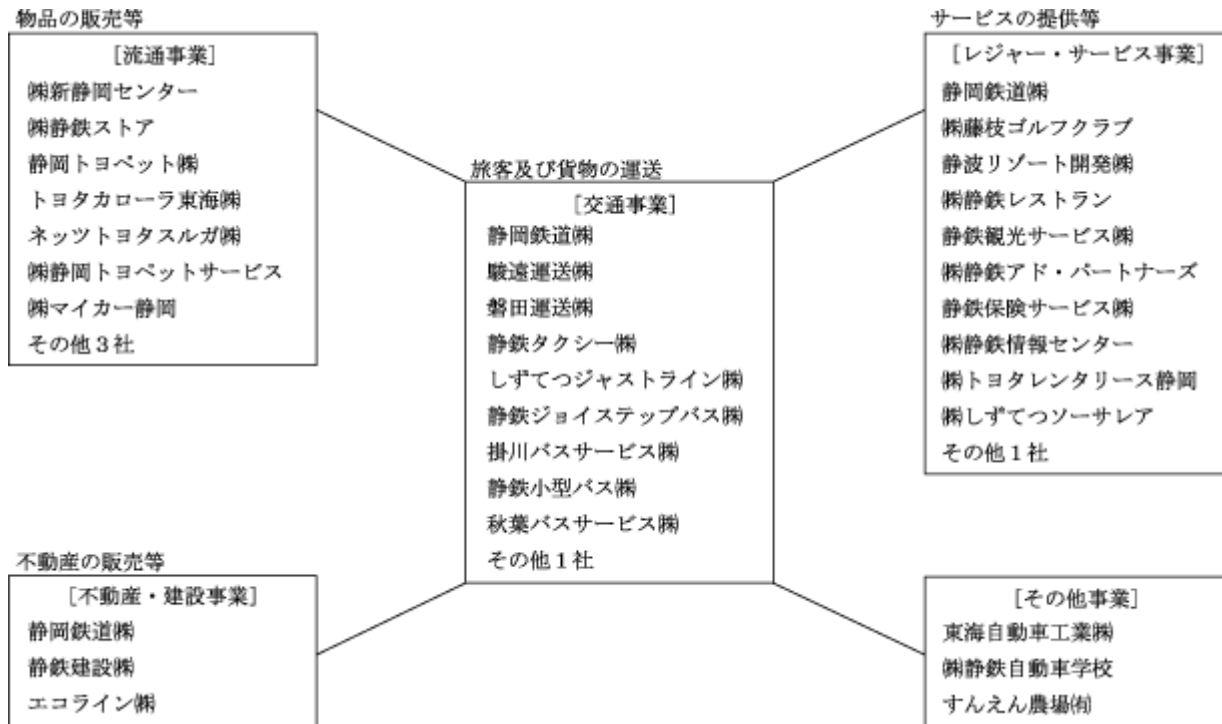 物品の販売等
[流通事業]
㈱新静岡センター
㈱静鉄ストア
静岡トヨペット㈱
トヨタカローラ東海㈱
ネッツトヨタスルガ㈱
㈱静岡トヨペットサービス
㈱マイカー静岡
その他3社
旅客及び貨物の運送
[交通事業]
静岡鉄道㈱
駿遠運送㈱
磐田運送㈱
静鉄タクシー㈱
しずてつジャストライン㈱
静鉄ジョイステップバス㈱
掛川バスサービス㈱
静鉄小型バス㈱
秋葉バスサービス㈱
その他1社
サービスの提供等
[レジャー・サービス事業]
静岡鉄道㈱
㈱藤枝ゴルフクラブ
静波リゾート開発㈱
㈱静鉄レストラン
静鉄観光サービス㈱
㈱静鉄アド・パートナーズ
静鉄保険サービス㈱
㈱静鉄情報センター
㈱トヨタレンタリース静岡
㈱しずてつソーサレア
その他1社
不動産の販売等
[不動産・建設事業]
静岡鉄道㈱
静鉄建設㈱
エコライン㈱
[その他事業]
東海自動車工業㈱
㈱静鉄自動車学校
すんえん農場㈲